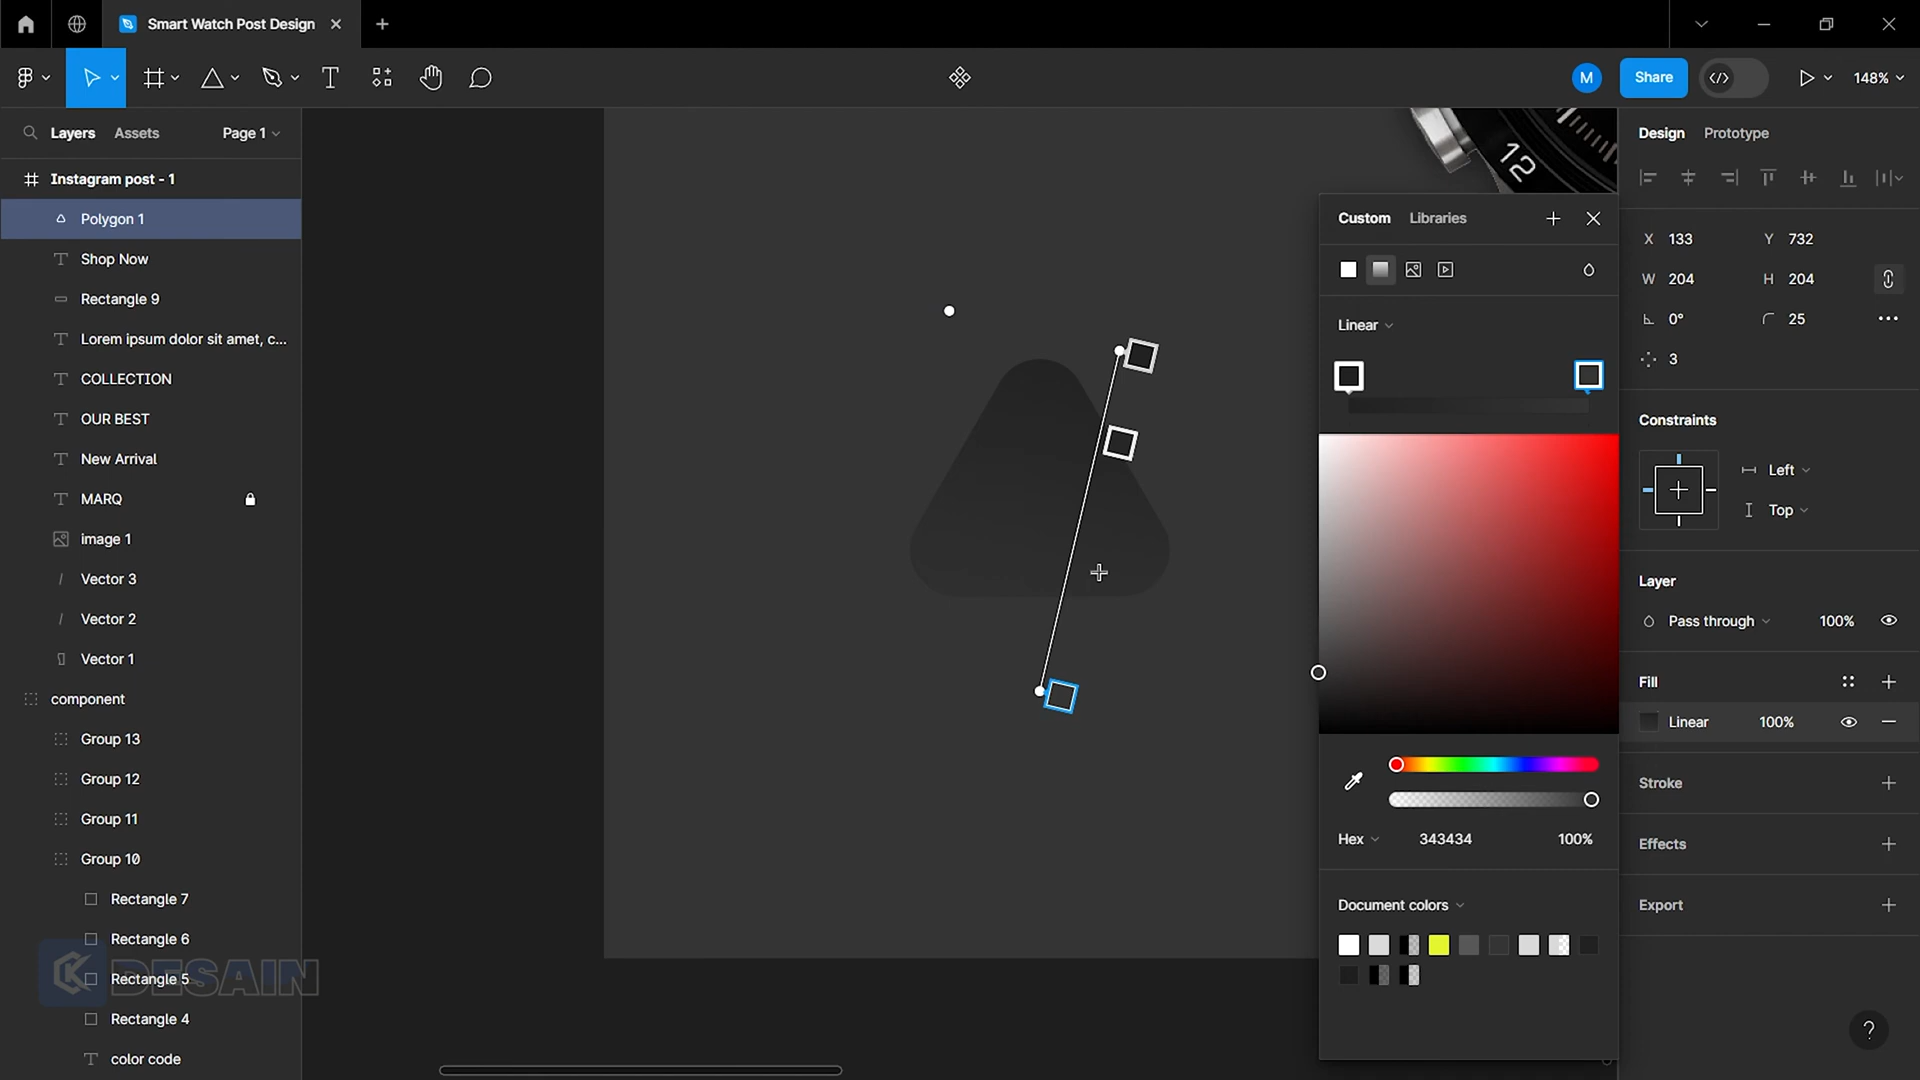 Smart Watch Post Design
M
Share
148%
Layers
Assets
Page 1
Instagram post - 1
Polygon 1
Shop Now
Rectangle 9
Lorem ipsum dolor sit amet, c...
COLLECTION
OUR BEST
New Arrival
MARQ
image 1
Vector 3
Vector 2
Vector 1
component
Group 13
Group 12
Group 11
Group 10
Rectangle 7
Rectangle 6
Rectangle 5
Rectangle 4
color code
DESAIN
12
Custom
Libraries
Linear
Hex
343434
100%
Document colors
Design
Prototype
X 133
Y 732
W 204
H 204
0°
25
3
Constraints
Left
Top
Layer
Pass through
100%
Fill
Linear
100%
Stroke
Effects
Export
?